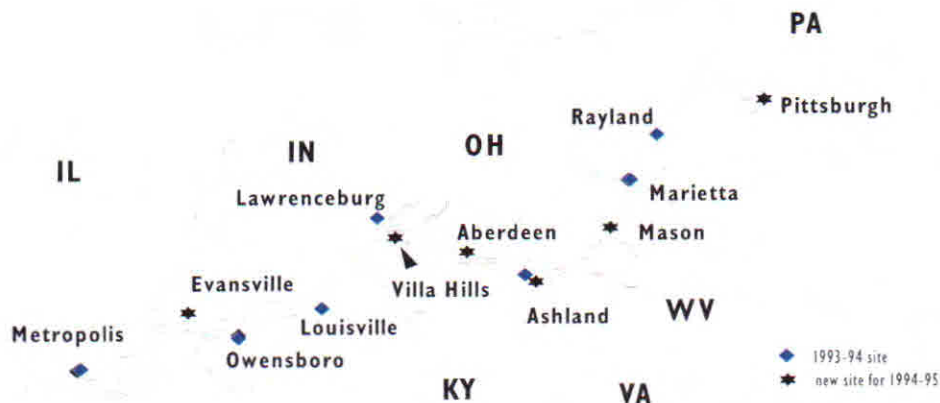 PA
Pittsburgh
Rayland
IN
OH
IL
Marietta
Lawrenceburg
Aberdeen
Mason
Evansville
Villa Hills
Ashland
WV
Metropolis
Louisville
Owensboro
1993-94 site
KY
VA
new site for 1994-95